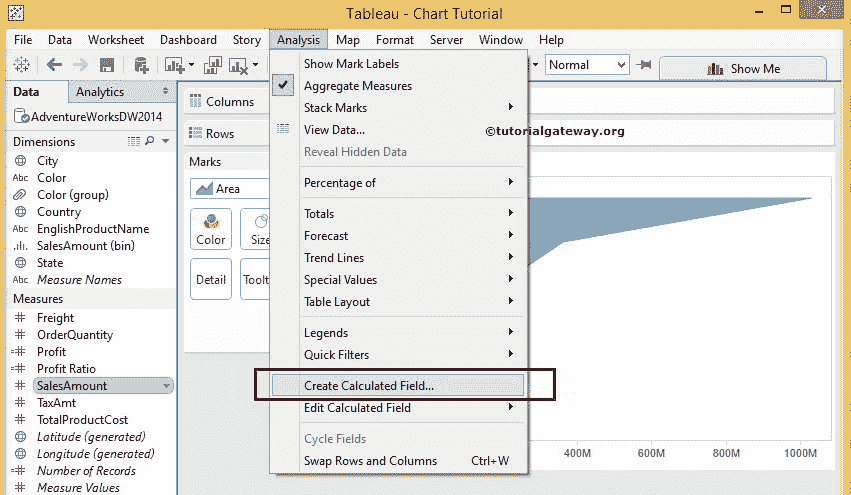 Tableau - Chart Tutorial
File Data Worksheet Dashboard Story Analysis Map Format Server Window Help
Normal
Show Me
Data Analytics
AdventureWorksDW2014
Dimensions
City
Abc Color
Color (group)
Country
Abc EnglishProductName
SalesAmount (bin)
State
Abc Measure Names
Measures
Freight
OrderQuantity
Profit
Profit Ratio
SalesAmount
TaxAmt
TotalProductCost
Latitude (generated)
Longitude (generated)
Number of Records
Measure Values
Columns
Rows
Marks
Area
Color
Size
Detail
Toolt
Show Mark Labels
Aggregate Measures
Stack Marks
View Data...
Reveal Hidden Data
Percentage of
Totals
Forecast
Trend Lines
Special Values
Table Layout
Legends
Quick Filters
Create Calculated Field...
Edit Calculated Field
Cycle Fields
Swap Rows and Columns Ctrl+W
©tutorialgateway.org
400M 600M 800M 1000M